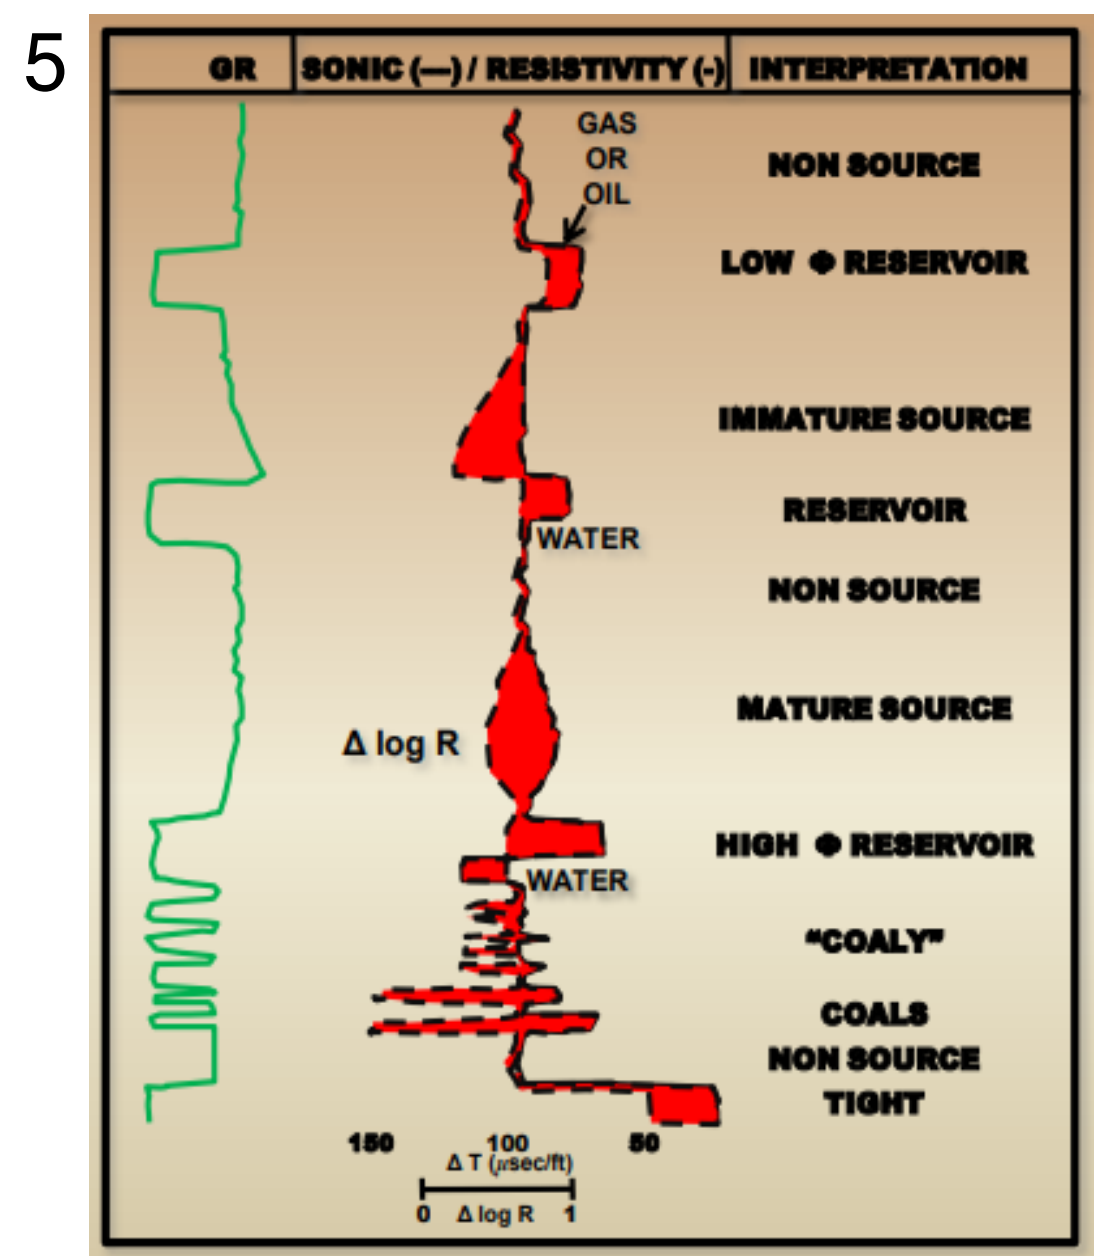 5
GR SONIC (—) / RESISTIVITY (-) INTERPRETATION
GAS
OR
OIL
NON SOURCE
LOW Φ RESERVOIR
IMMATURE SOURCE
RESERVOIR
WATER
NON SOURCE
MATURE SOURCE
Δ log R
HIGH Φ RESERVOIR
WATER
“COALY”
COALS
NON SOURCE
TIGHT
150 100 50
Δ T (μsec/ft)
0 Δ log R 1